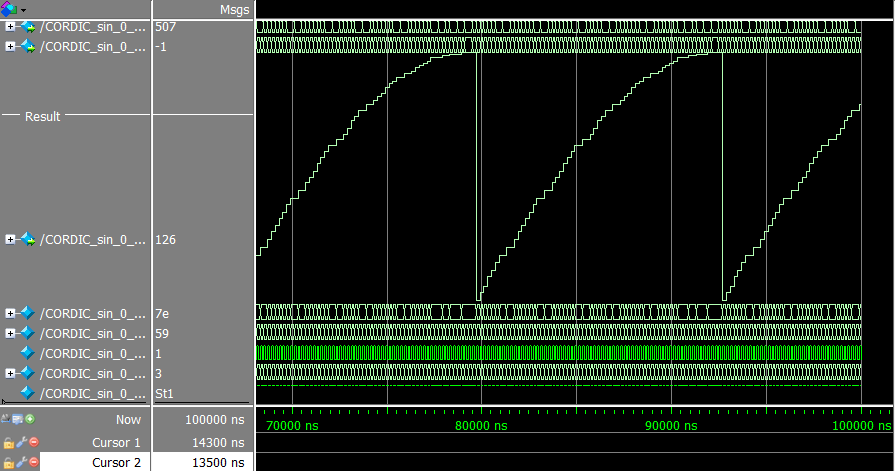 Msgs
/CORDIC_sin_0_... 507
/CORDIC_sin_0_... -1
Result
/CORDIC_sin_0_... 126
/CORDIC_sin_0_... 7e
/CORDIC_sin_0_... 59
/CORDIC_sin_0_... 1
/CORDIC_sin_0_... 3
/CORDIC_sin_0_... St1
Now 100000 ns 70000 ns 80000 ns 90000 ns 100000 ns
Cursor 1 14300 ns
Cursor 2 13500 ns